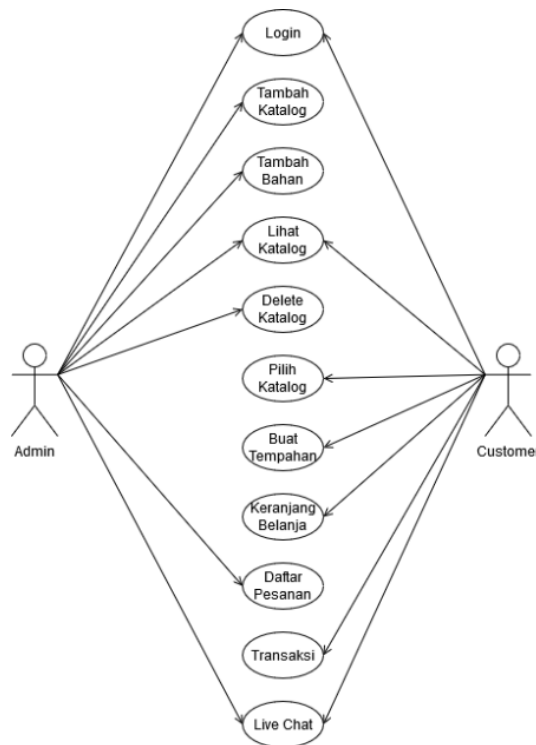 Login
Tambah
Katalog
Tambah
Bahan
Lihat
Katalog
Delete
Katalog
Pilih
Katalog
Admin
Customer
Buat
Tempahan
Keranjang
Belanja
Daftar
Pesanan
Transaksi
Live Chat